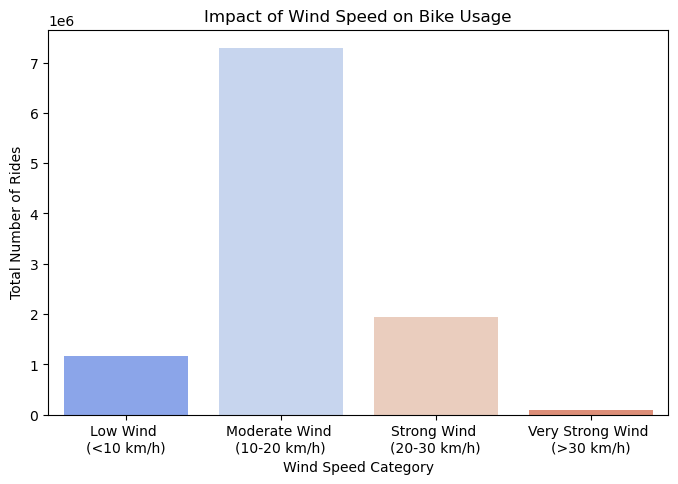 Impact of Wind Speed on Bike Usage
1e6
7
6
5
4
3
2
1
0
Total Number of Rides
Low Wind
(<10 km/h)
Moderate Wind
(10-20 km/h)
Strong Wind
(20-30 km/h)
Very Strong Wind
(>30 km/h)
Wind Speed Category